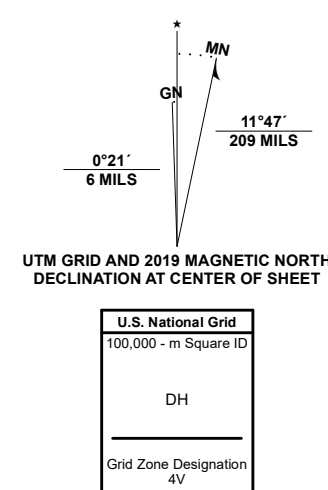 ★
MN
GN
11°47´
209 MILS
0°21´
6 MILS
UTM GRID AND 2019 MAGNETIC NORTH
DECLINATION AT CENTER OF SHEET
U.S. National Grid
100,000 - m Square ID
DH
Grid Zone Designation
4V